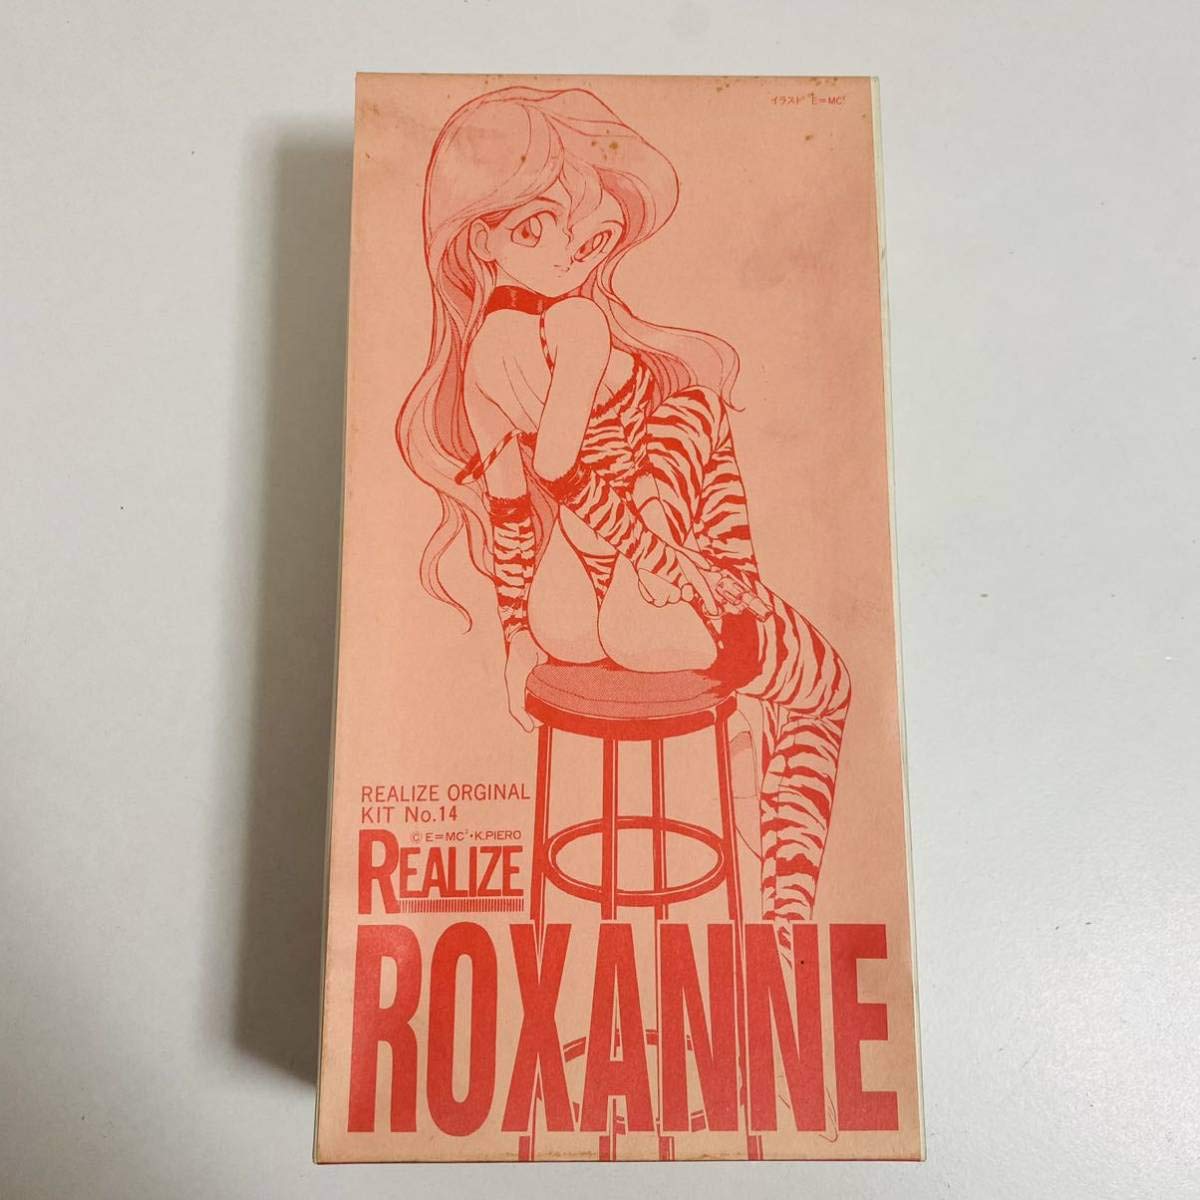 イラスト E=MC²
REALIZE ORGINAL
KIT No.14
© E=MC²・K.PIERO
REALIZE
ROXANNE